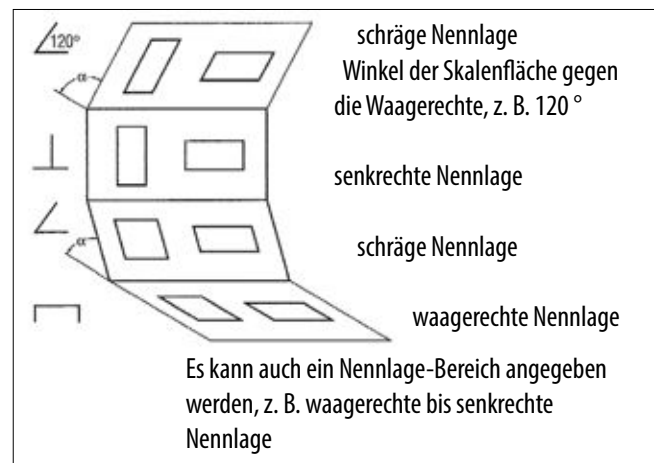 120°
α
schräge Nennlage
Winkel der Skalenfläche gegen
die Waagerechte, z. B. 120 °
senkrechte Nennlage
α
schräge Nennlage
waagerechte Nennlage
Es kann auch ein Nennlage-Bereich angegeben
werden, z. B. waagerechte bis senkrechte
Nennlage